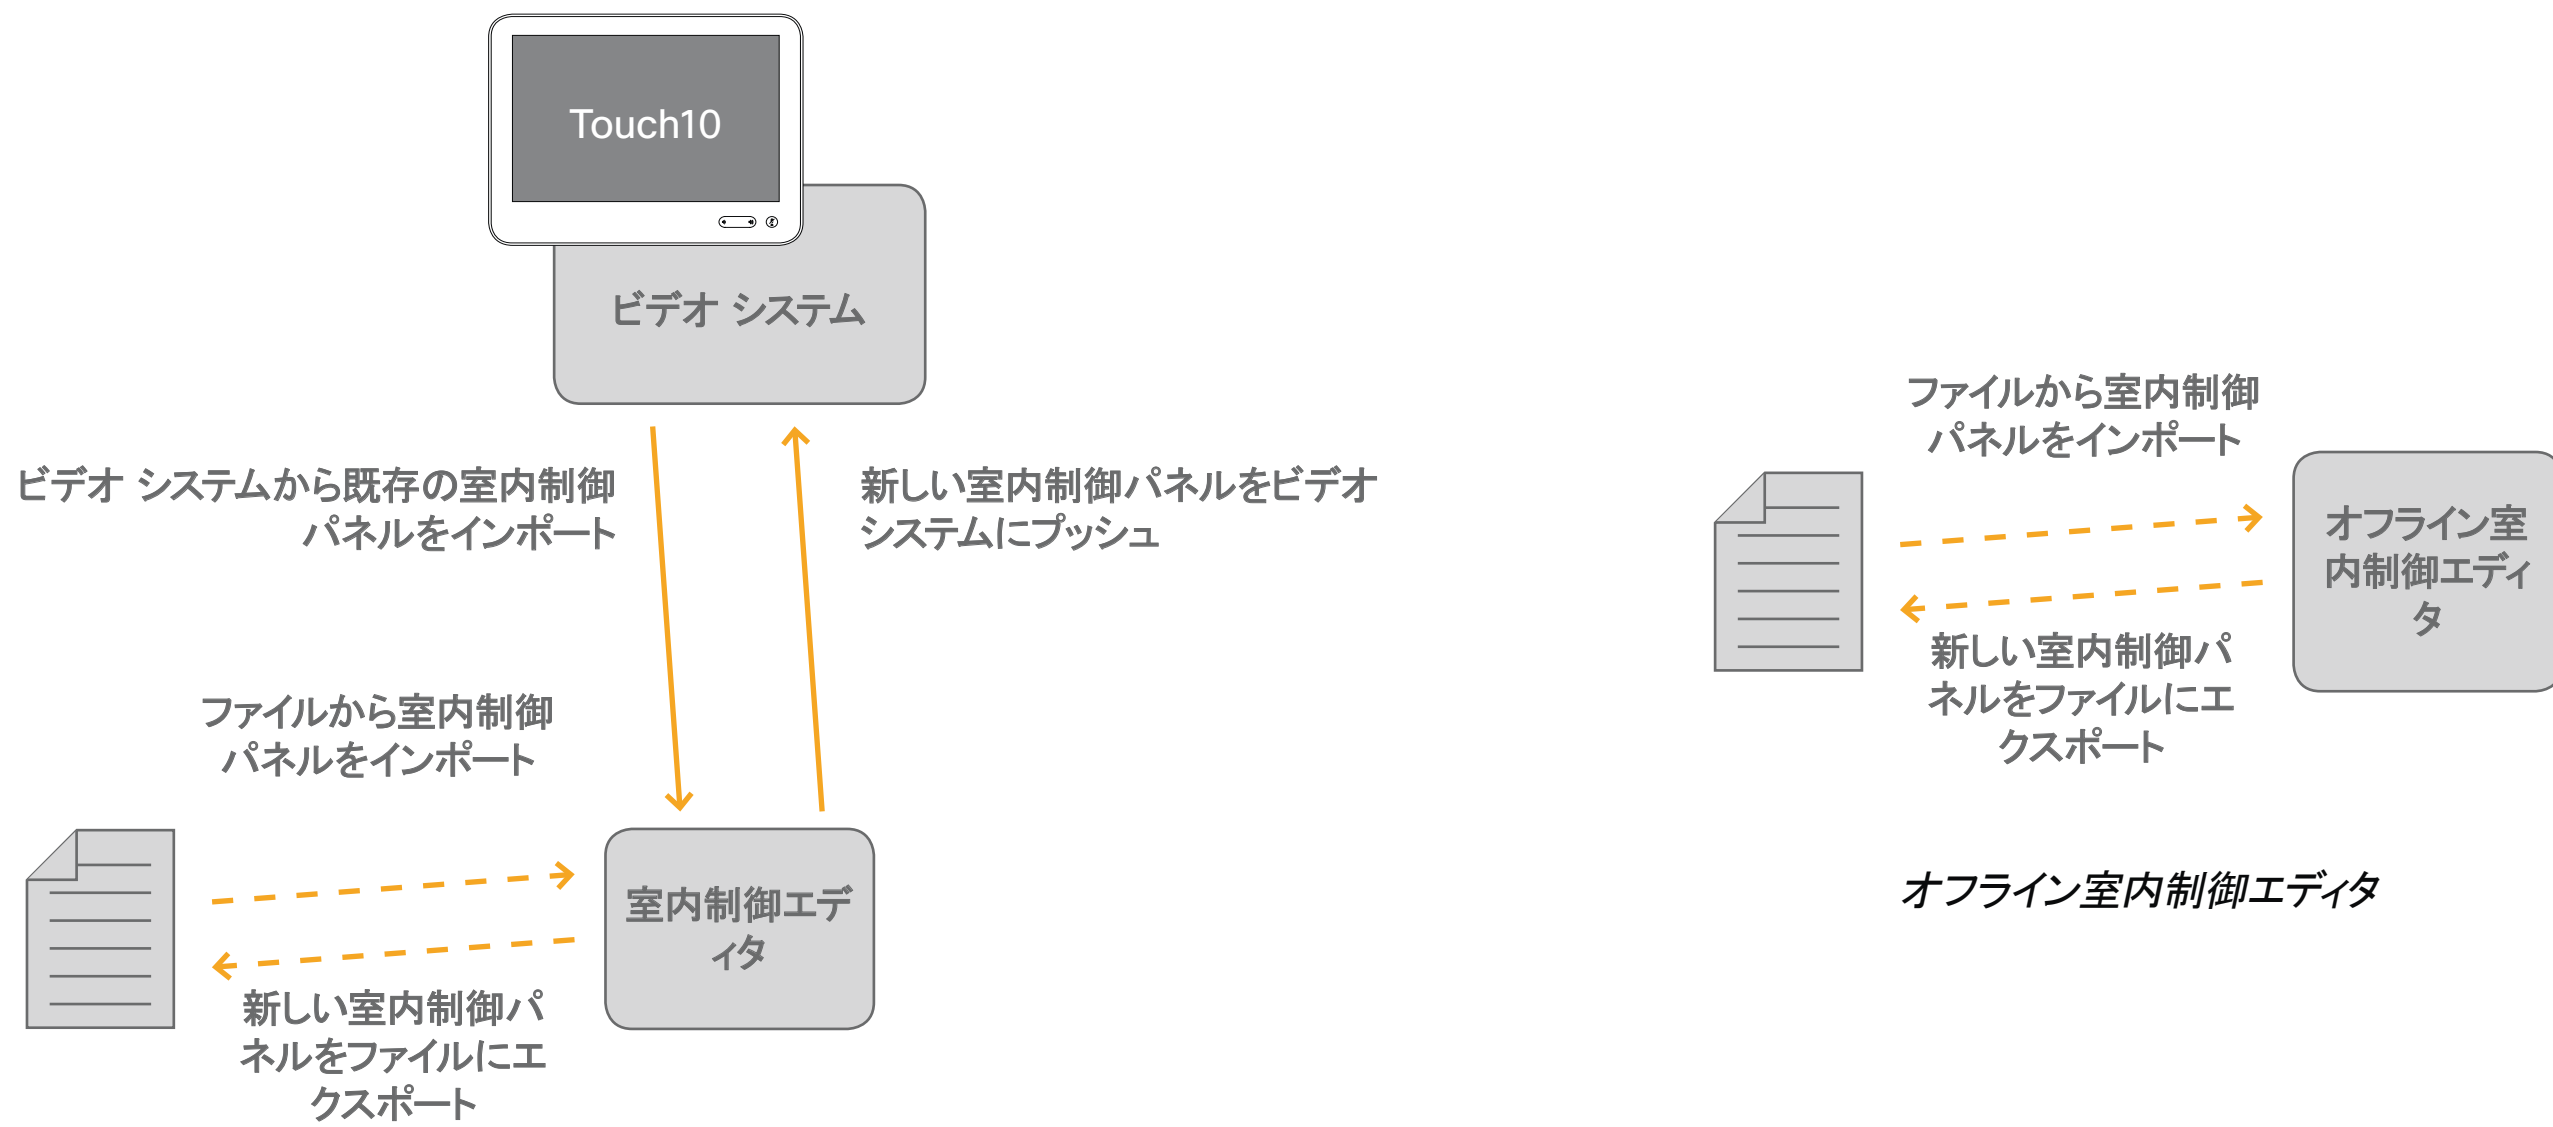 Touch10
ビデオ システム
ビデオ システムから既存の室内制御
パネルをインポート
新しい室内制御パネルをビデオ
システムにプッシュ
ファイルから室内制御
パネルをインポート
室内制御エデ
ィタ
新しい室内制御パ
ネルをファイルにエ
クスポート
ファイルから室内制御
パネルをインポート
オフライン室
内制御エディ
タ
新しい室内制御パ
ネルをファイルにエ
クスポート
オフライン室内制御エディタ